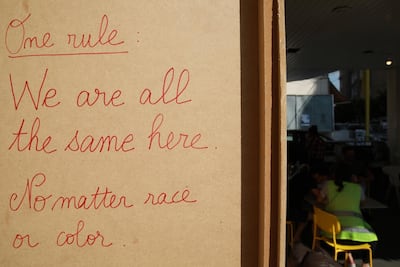 One rule :
We are all
the same here.
No matter race
or color.